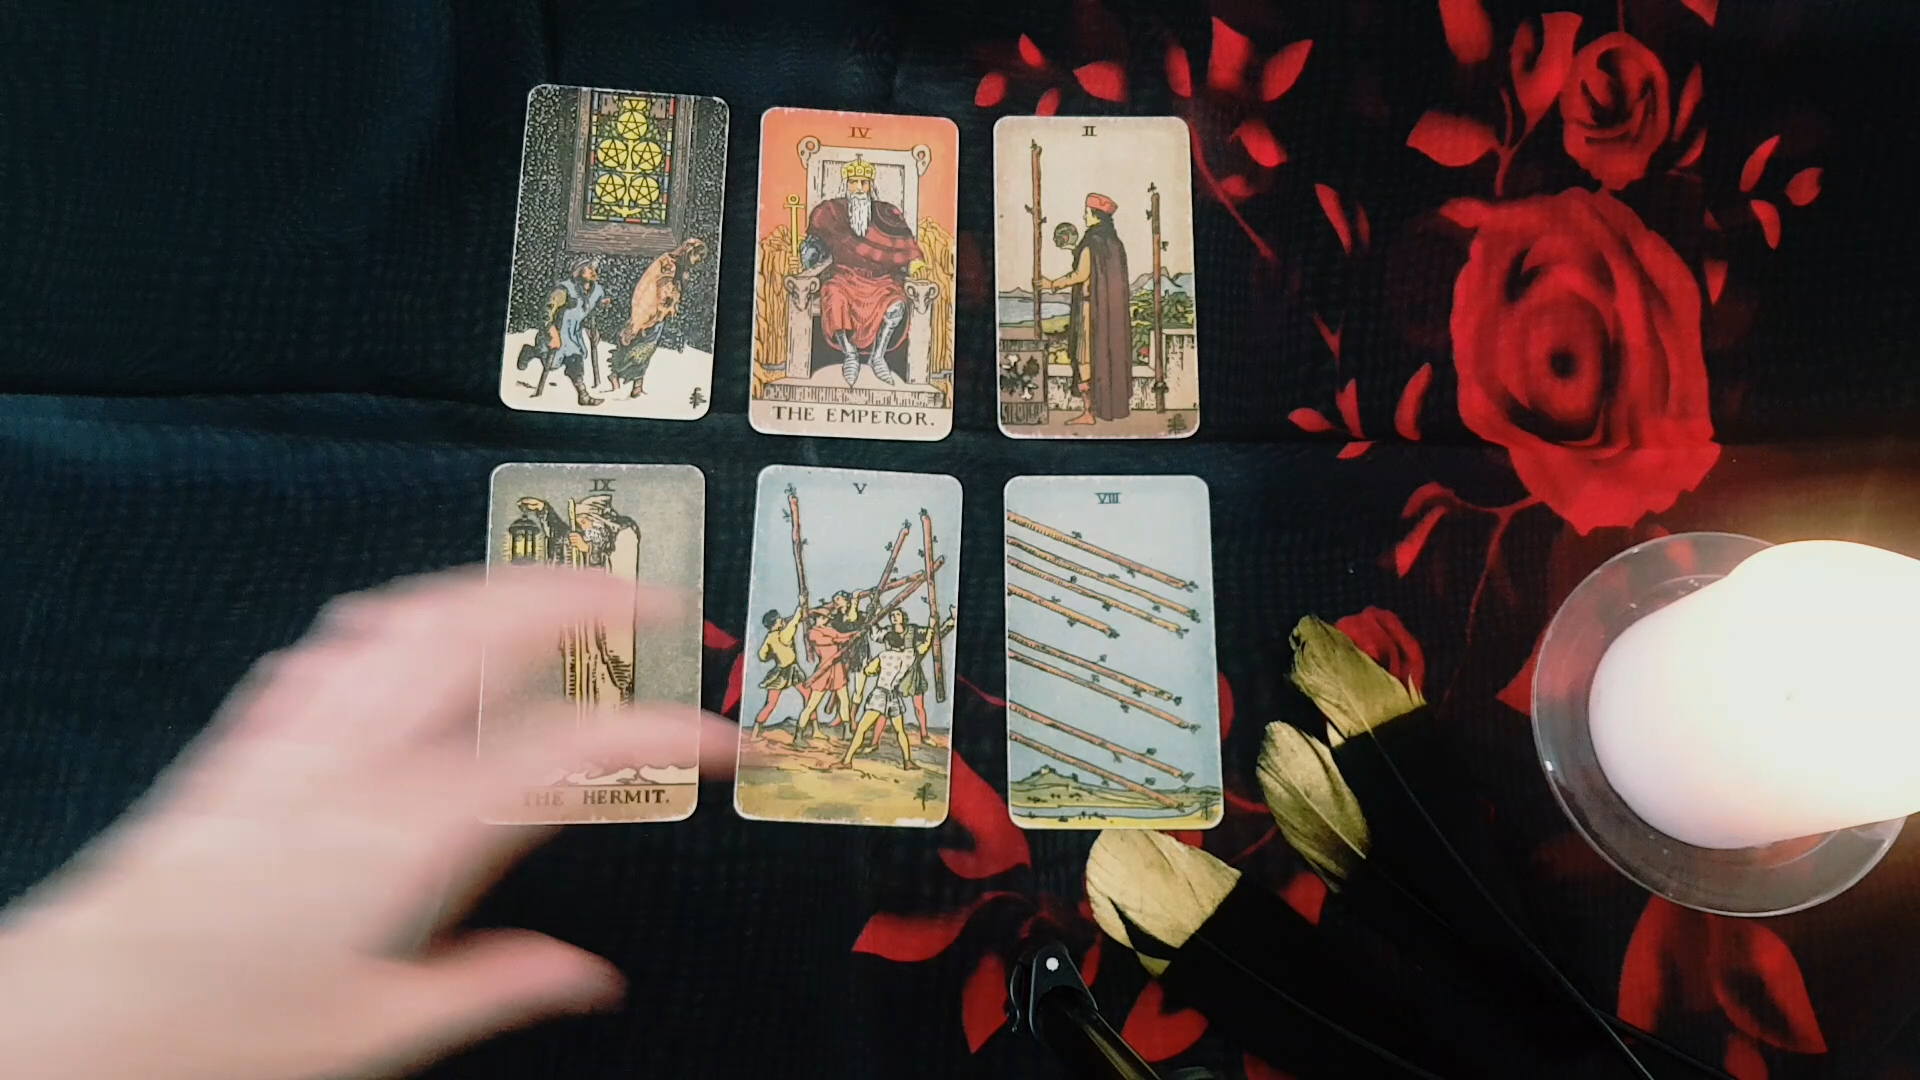 IV
THE EMPEROR.
II
IX
THE HERMIT.
V
VIII